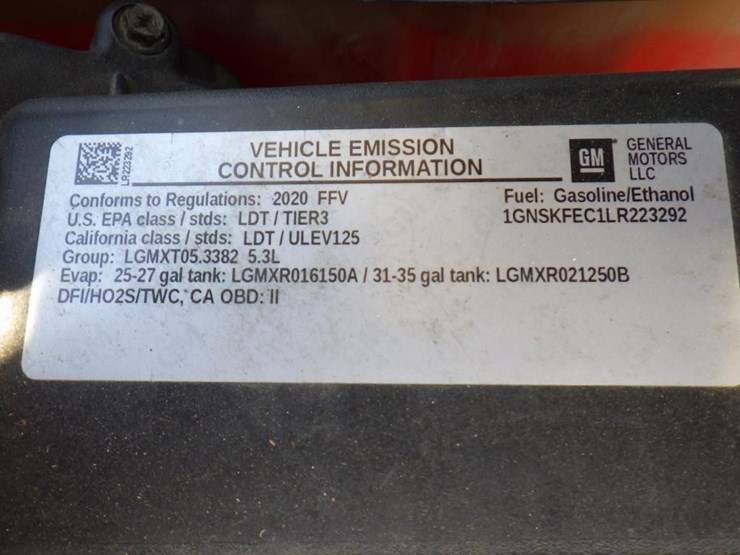 LR223292
VEHICLE EMISSION
CONTROL INFORMATION
GM
GENERAL
MOTORS
LLC
Conforms to Regulations: 2020 FFV
Fuel: Gasoline/Ethanol
U.S. EPA class / stds: LDT / TIER3
1GNSKFEC1LR223292
California class / stds: LDT / ULEV125
Group: LGMXT05.3382 5.3L
Evap: 25-27 gal tank: LGMXR016150A / 31-35 gal tank: LGMXR021250B
DFI/HO2S/TWC, CA OBD: II